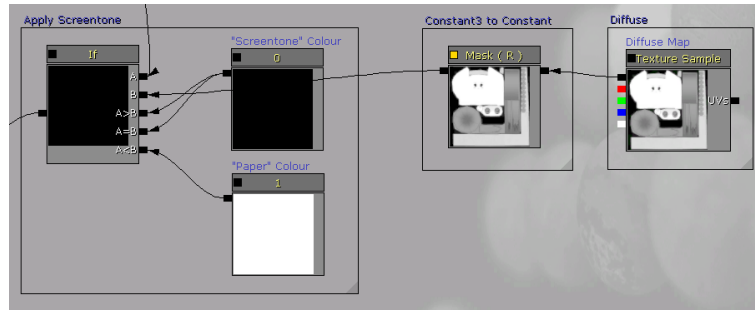 Apply Screentone
Constant3 to Constant
Diffuse
"Screentone" Colour
Diffuse Map
If
0
Mask ( R )
Texture Sample
A
B
A>B
A=B
A<B
UVs
"Paper" Colour
1